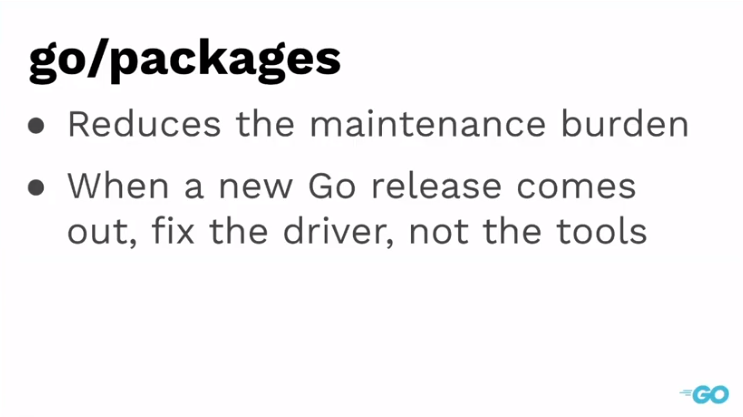 go/packages
● Reduces the maintenance burden
● When a new Go release comes
out, fix the driver, not the tools
GO